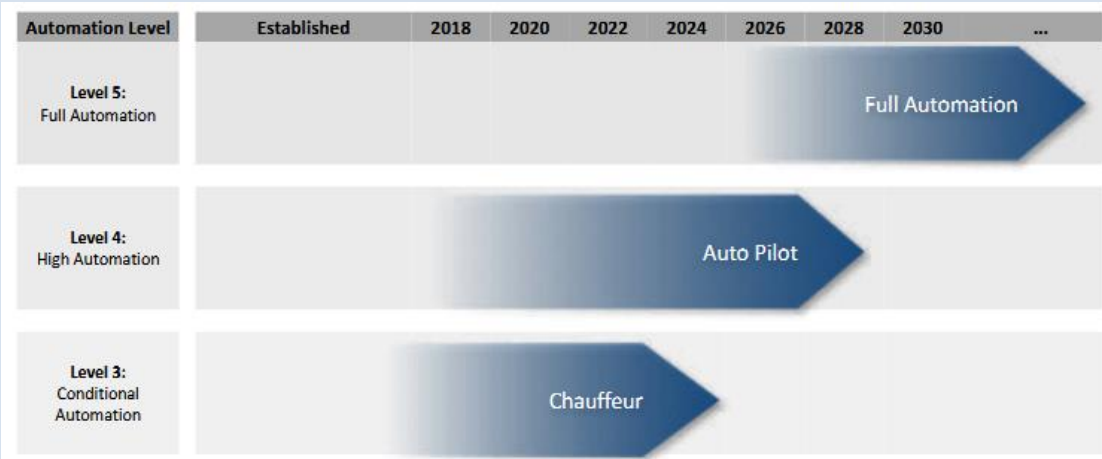 Automation Level Established 2018 2020 2022 2024 2026 2028 2030 ...
Level 5:
Full Automation
Full Automation
Level 4:
High Automation
Auto Pilot
Level 3:
Conditional
Automation
Chauffeur